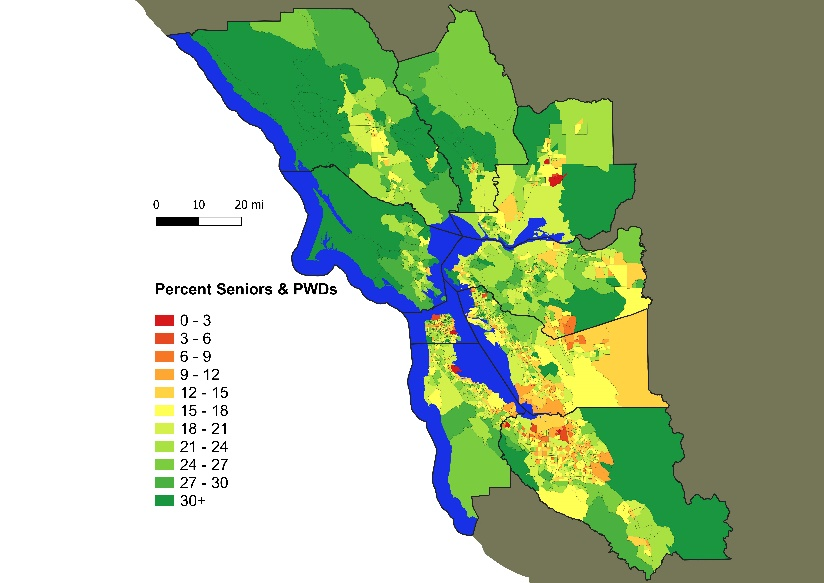 0 10 20 mi
Percent Seniors & PWDs
0 - 3
3 - 6
6 - 9
9 - 12
12 - 15
15 - 18
18 - 21
21 - 24
24 - 27
27 - 30
30+